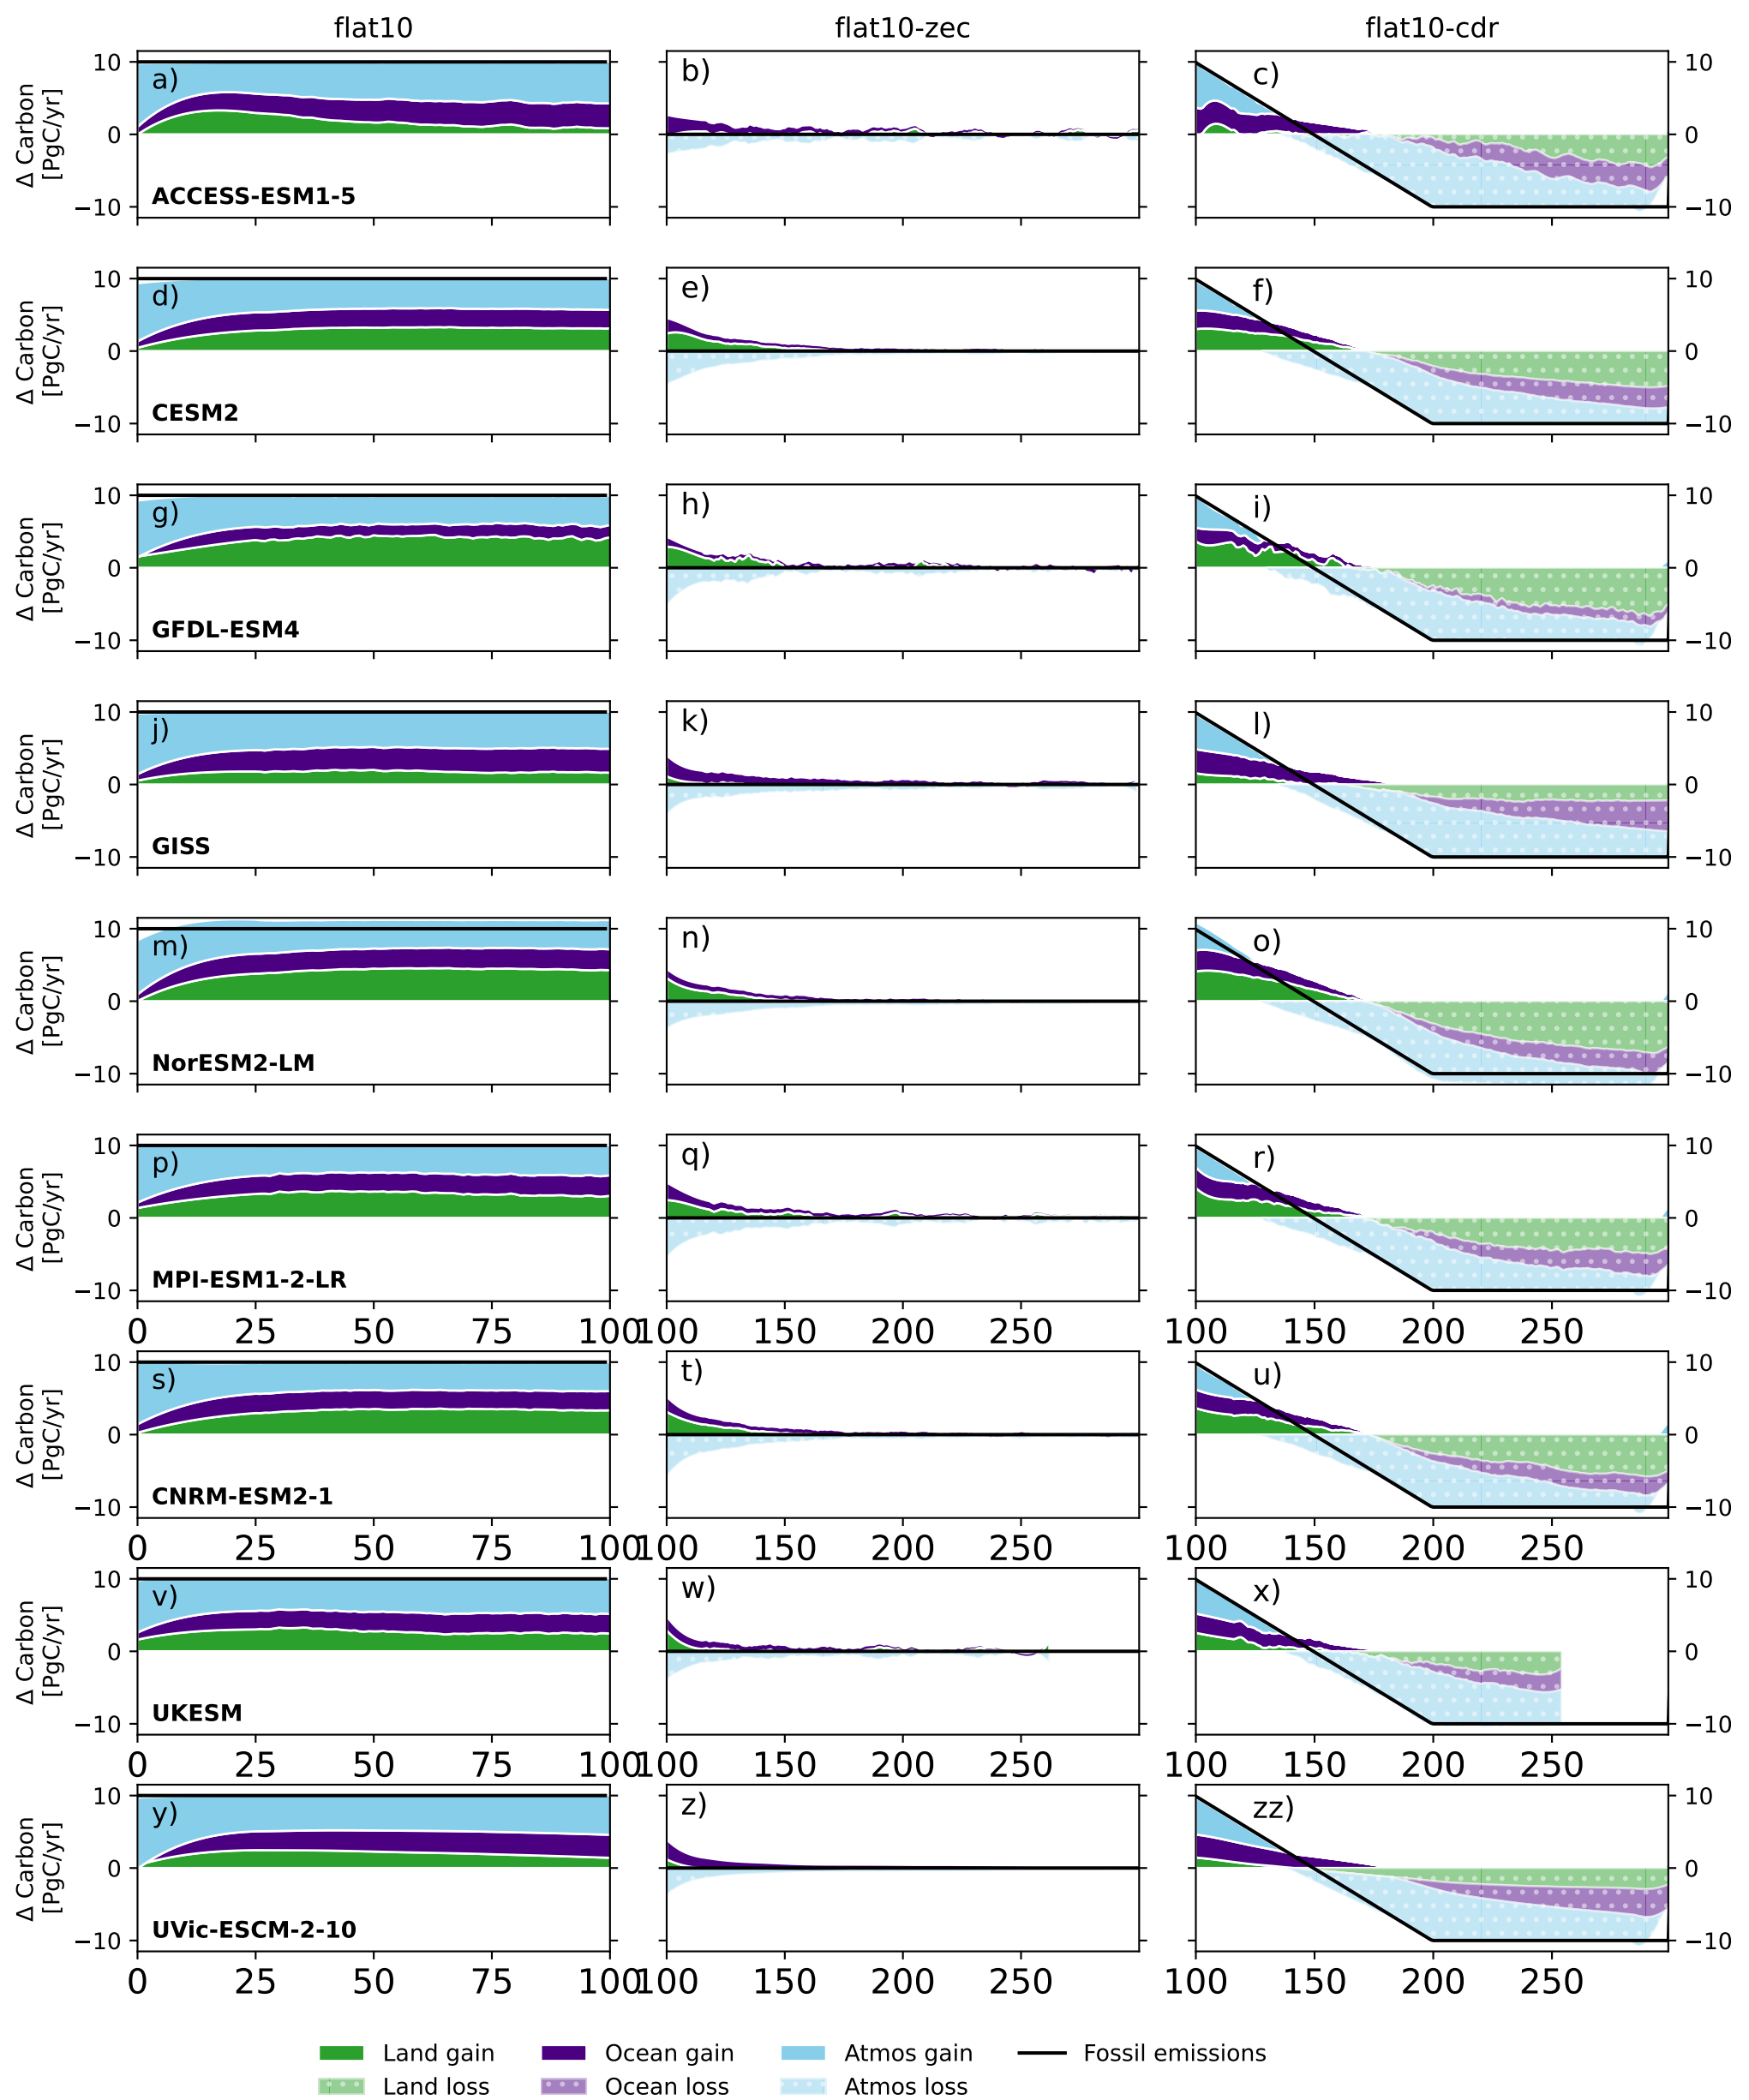 flat10 flat10-zec flat10-cdr
Δ Carbon
[PgC/yr]
10
0
−10
a)
ACCESS-ESM1-5
b)
c)
10
0
−10
Δ Carbon
[PgC/yr]
10
0
−10
d)
CESM2
e)
f)
10
0
−10
Δ Carbon
[PgC/yr]
10
0
−10
g)
GFDL-ESM4
h)
i)
10
0
−10
Δ Carbon
[PgC/yr]
10
0
−10
j)
GISS
k)
l)
10
0
−10
Δ Carbon
[PgC/yr]
10
0
−10
m)
NorESM2-LM
n)
o)
10
0
−10
Δ Carbon
[PgC/yr]
10
0
−10
p)
MPI-ESM1-2-LR
q)
r)
10
0
−10
0 25 50 75 100 100 150 200 250 100 150 200 250
Δ Carbon
[PgC/yr]
10
0
−10
s)
CNRM-ESM2-1
t)
u)
10
0
−10
0 25 50 75 100 100 150 200 250 100 150 200 250
Δ Carbon
[PgC/yr]
10
0
−10
v)
UKESM
w)
x)
10
0
−10
0 25 50 75 100 100 150 200 250 100 150 200 250
Δ Carbon
[PgC/yr]
10
0
−10
y)
UVic-ESCM-2-10
z)
zz)
10
0
−10
0 25 50 75 100 100 150 200 250 100 150 200 250
Land gain Ocean gain Atmos gain Fossil emissions
Land loss Ocean loss Atmos loss